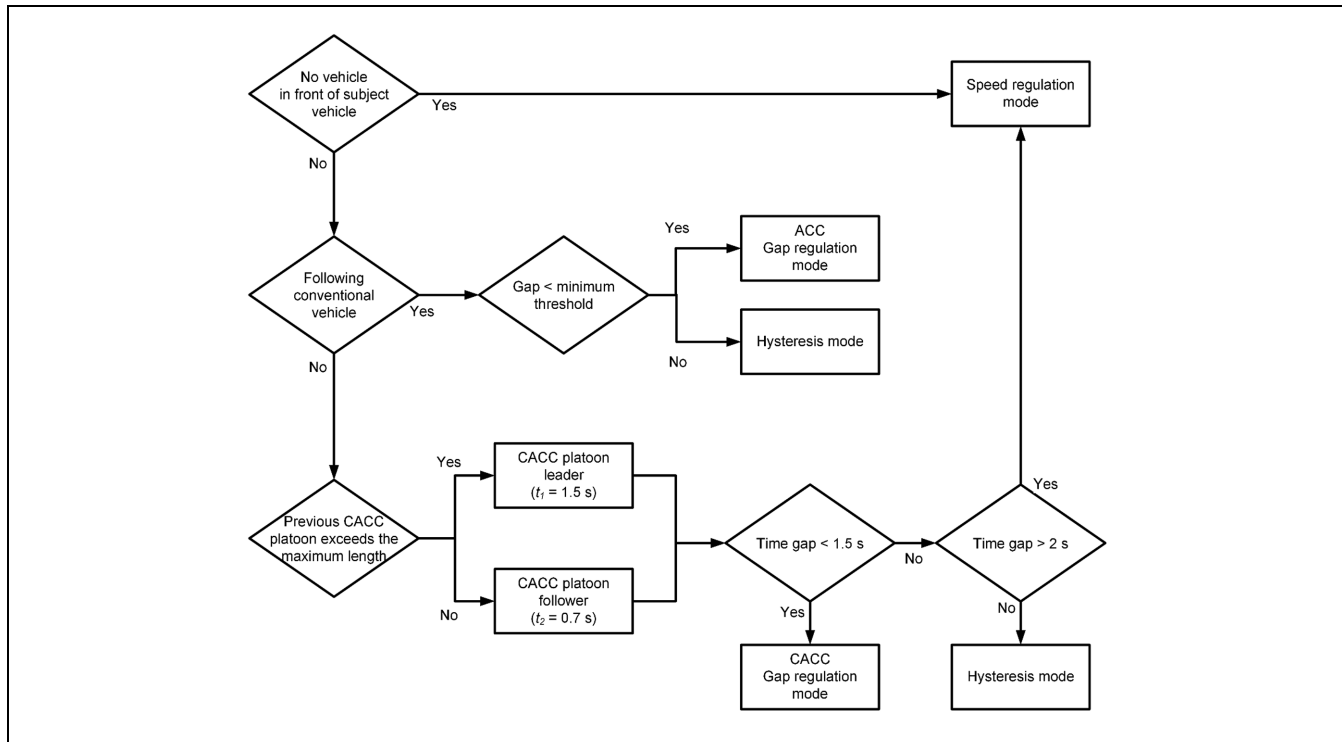 No vehicle
in front of subject
vehicle
Yes
Speed regulation
mode
No
Following
conventional
vehicle
Yes
Gap < minimum
threshold
Yes
ACC
Gap regulation
mode
No
Hysteresis mode
No
Previous CACC
platoon exceeds the
maximum length
Yes
CACC platoon
leader
(t1 = 1.5 s)
No
CACC platoon
follower
(t2 = 0.7 s)
Time gap < 1.5 s
No
Time gap > 2 s
Yes
Yes
CACC
Gap regulation
mode
No
Hysteresis mode